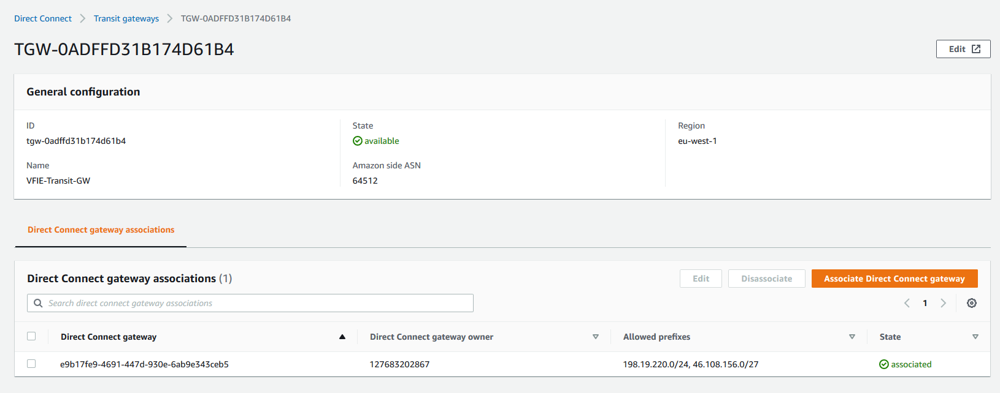 Direct Connect > Transit gateways > TGW-0ADFFD31B174D61B4
TGW-0ADFFD31B174D61B4
Edit
General configuration
ID
tgw-0adffd31b174d61b4
Name
VFIE-Transit-GW
State
available
Amazon side ASN
64512
Region
eu-west-1
Direct Connect gateway associations
Direct Connect gateway associations (1)
Edit
Disassociate
Associate Direct Connect gateway
Search direct connect gateway associations
1
Direct Connect gateway Direct Connect gateway owner Allowed prefixes State
e9b17fe9-4691-447d-930e-6ab9e343ceb5 127683202867 198.19.220.0/24, 46.108.156.0/27 associated